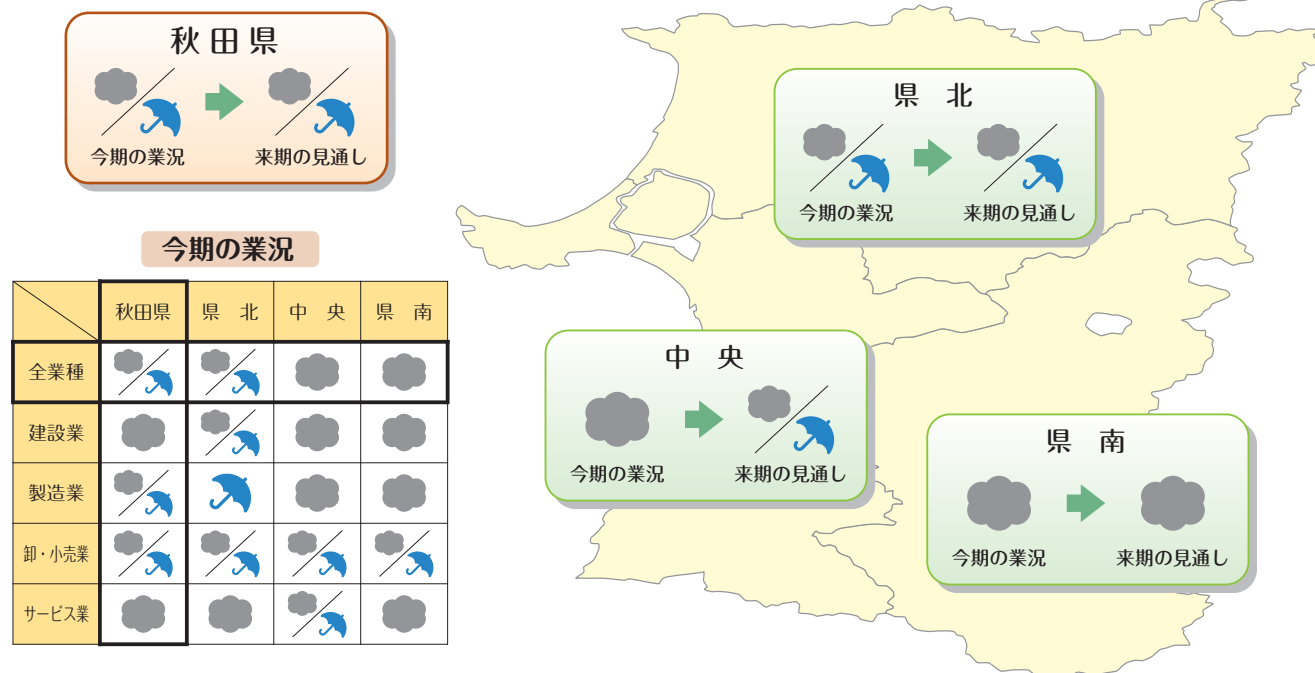 秋田県
今期の業況 来期の見通し
県 北
今期の業況 来期の見通し
今期の業況
秋田県 県 北 中 央 県 南
全業種
建設業
製造業
卸・小売業
サービス業
中 央
今期の業況 来期の見通し
県 南
今期の業況 来期の見通し